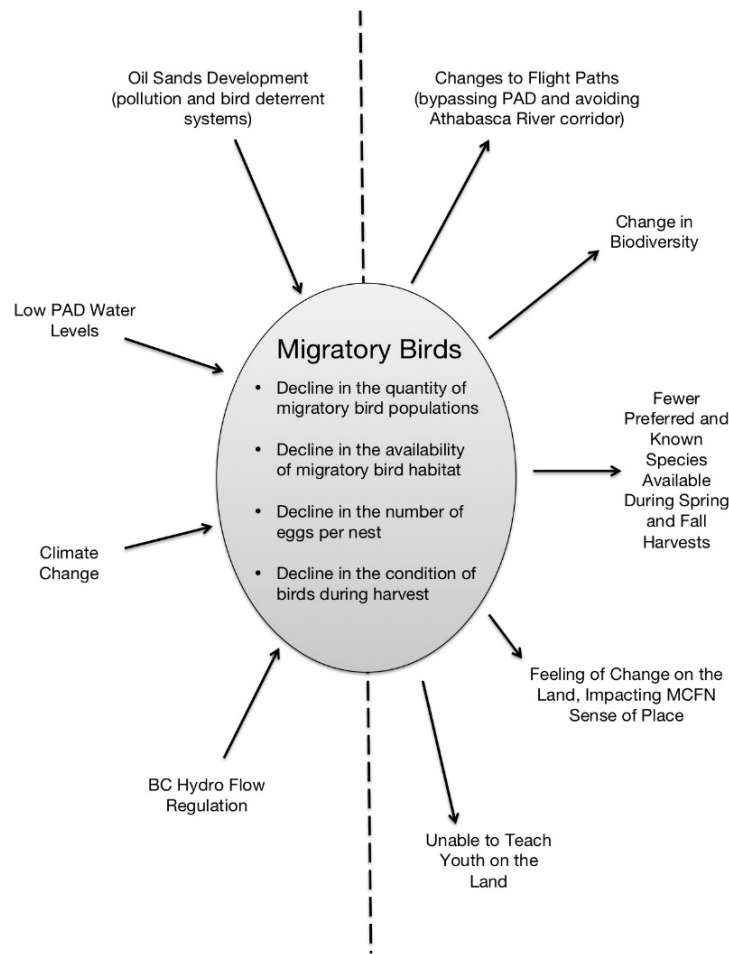 Oil Sands Development
(pollution and bird deterrent
systems)
Changes to Flight Paths
(bypassing PAD and avoiding
Athabasca River corridor)
Change in
Biodiversity
Low PAD Water
Levels
Migratory Birds
• Decline in the quantity of
migratory bird populations
• Decline in the availability
of migratory bird habitat
• Decline in the number of
eggs per nest
• Decline in the condition of
birds during harvest
Fewer
Preferred and
Known
Species
Available
During Spring
and Fall
Harvests
Climate
Change
Feeling of Change on the
Land, Impacting MCFN
Sense of Place
BC Hydro Flow
Regulation
Unable to Teach
Youth on the
Land